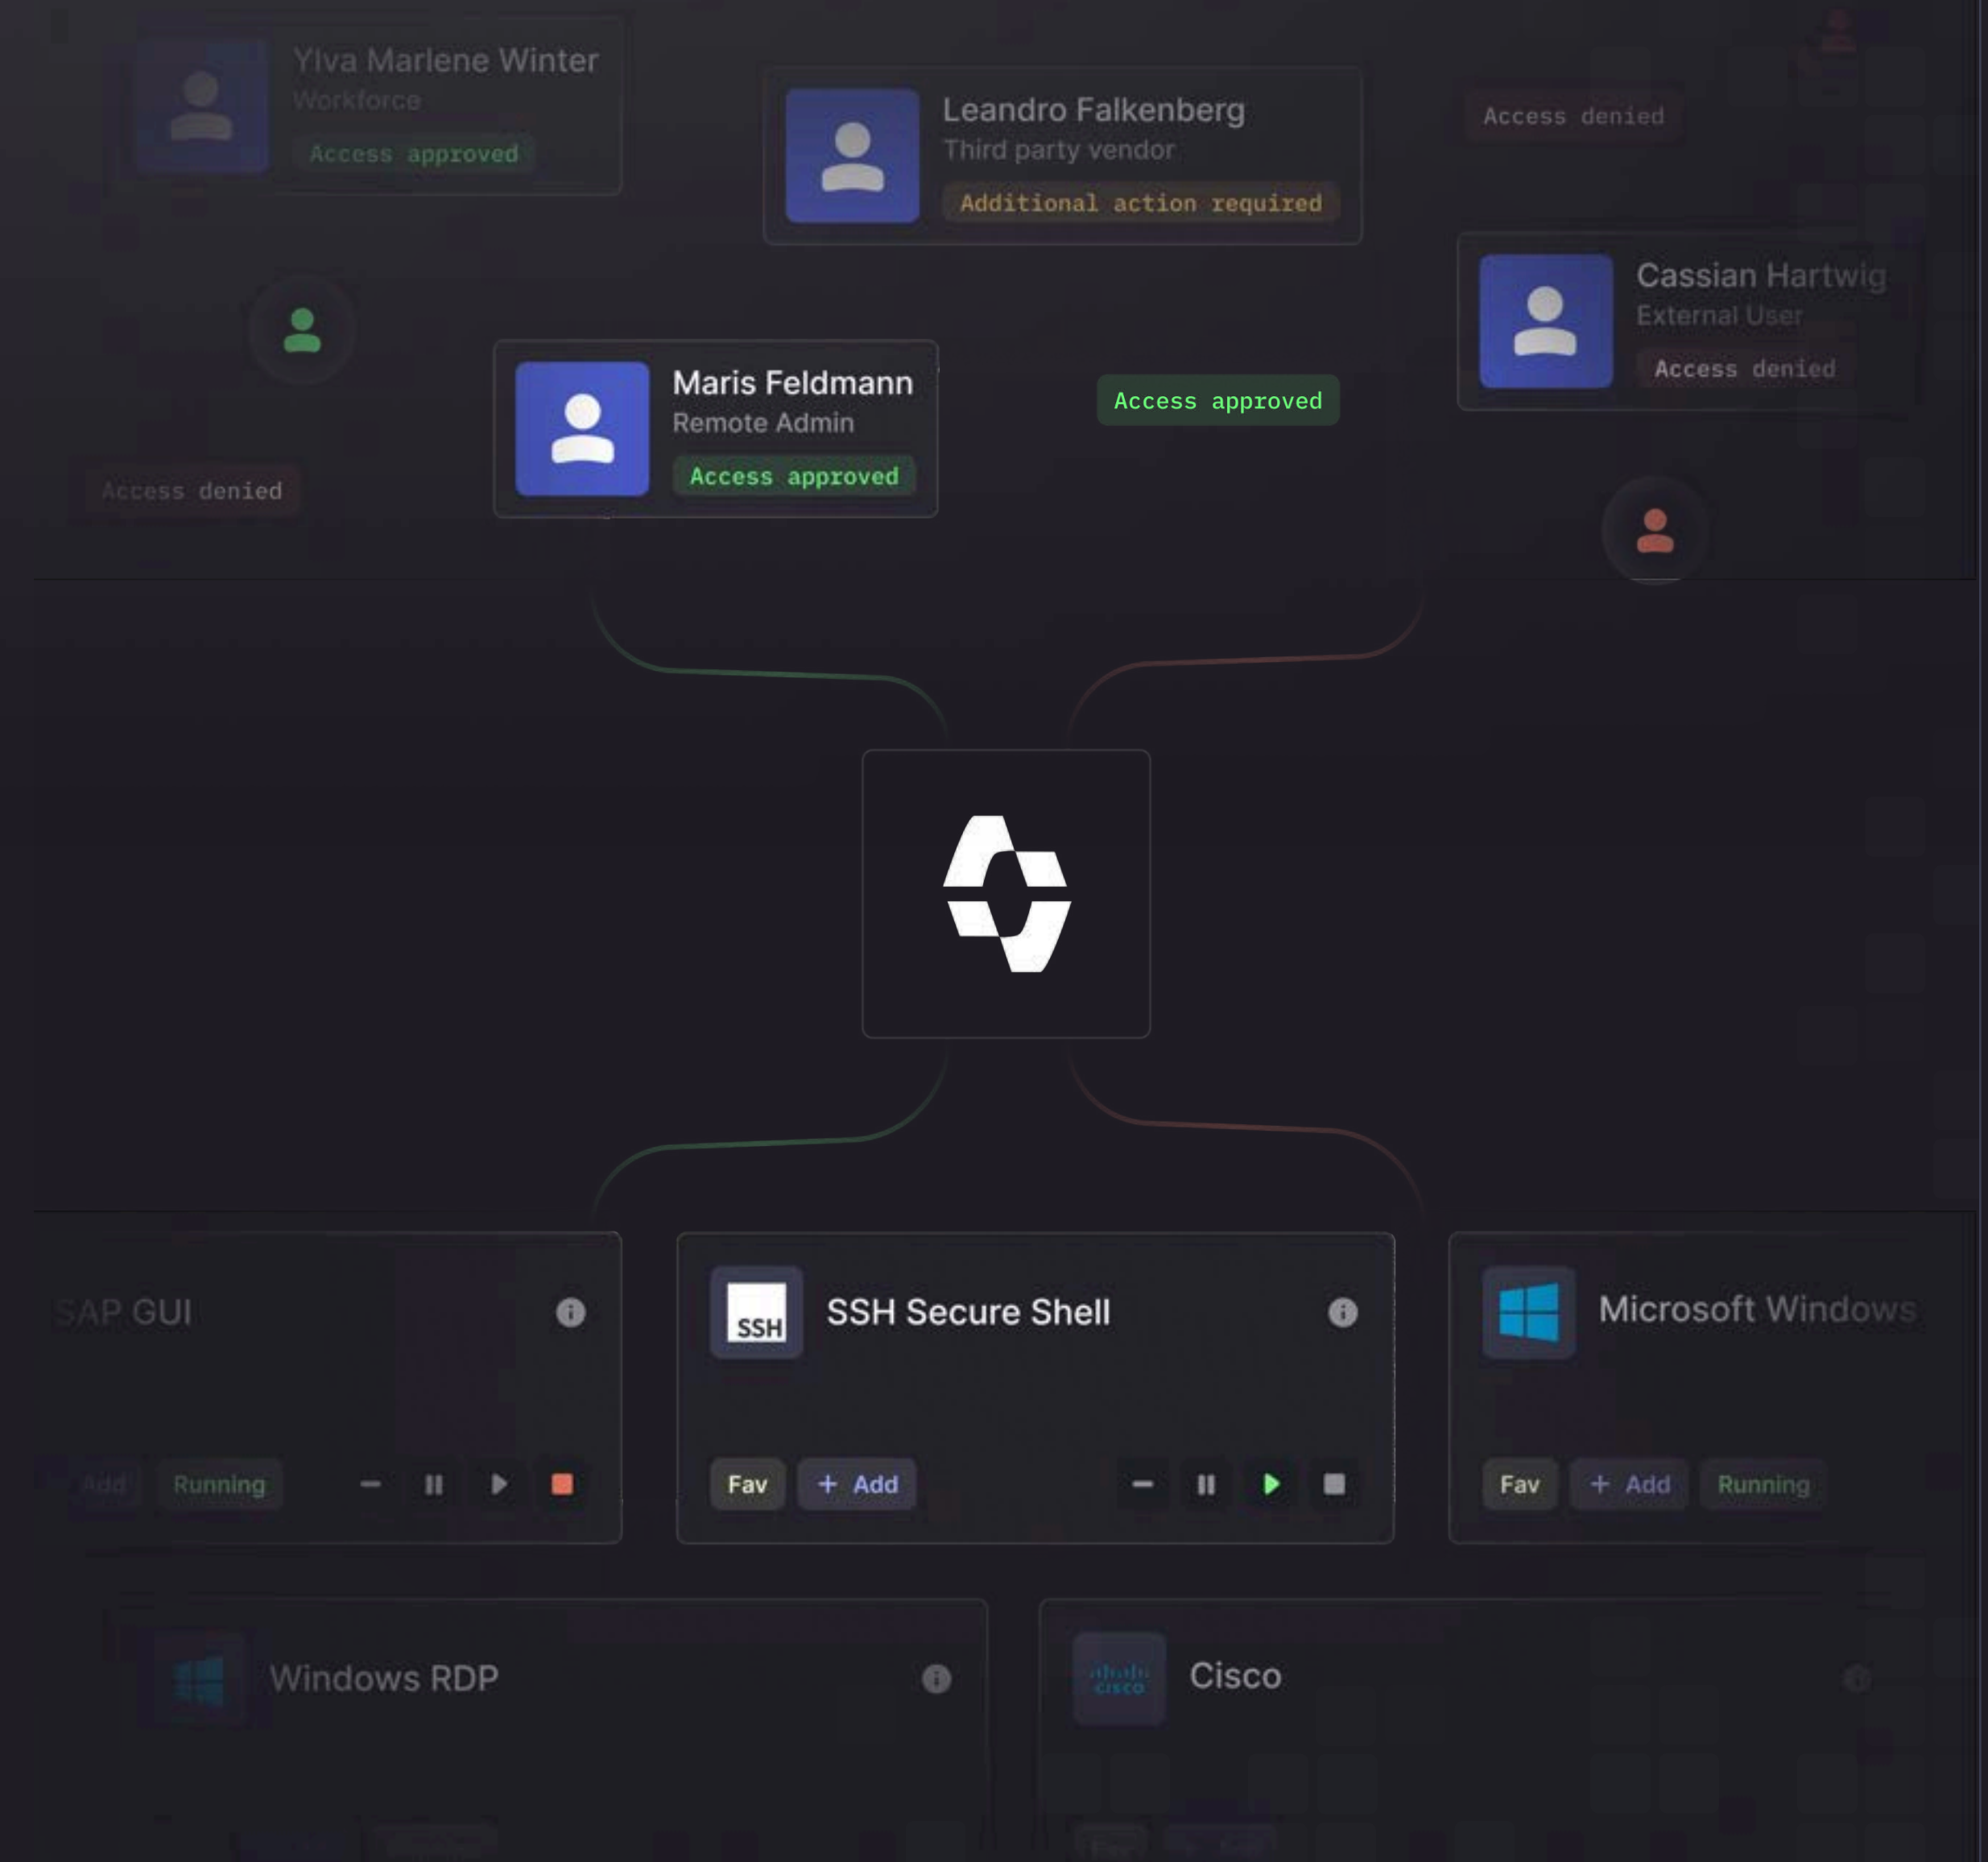 Ylva Marlene Winter
Workforce
Access approved
Leandro Falkenberg
Third party vendor
Additional action required
Access denied
Cassian Hartwig
External User
Access denied
Maris Feldmann
Remote Admin
Access approved
Access approved
Access denied
SAP GUI
Add
Running
SSH
SSH Secure Shell
Fav
+ Add
Microsoft Windows
Fav
+ Add
Running
Windows RDP
cisco
Cisco